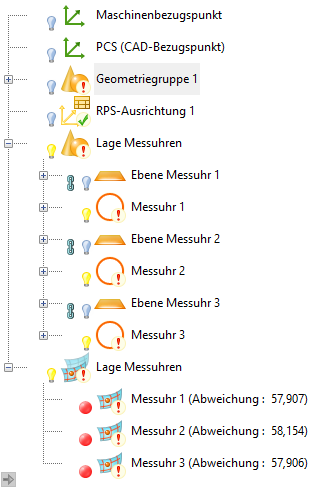 Maschinenbezugspunkt
PCS (CAD-Bezugspunkt)
Geometriegruppe 1
RPS-Ausrichtung 1
Lage Messuhren
Ebene Messuhr 1
Messuhr 1
Ebene Messuhr 2
Messuhr 2
Ebene Messuhr 3
Messuhr 3
Lage Messuhren
Messuhr 1 (Abweichung : 57,907)
Messuhr 2 (Abweichung : 58,154)
Messuhr 3 (Abweichung : 57,906)